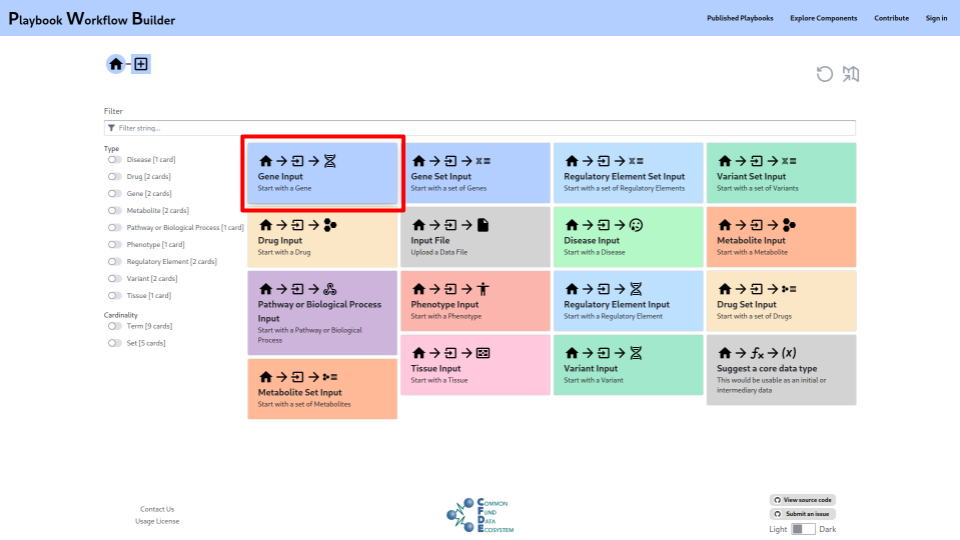 Playbook Workflow Builder
Published Playbooks
Explore Components
Contribute
Sign in
Filter
Filter string...
Type
Disease [1 card]
Drug [2 cards]
Gene [2 cards]
Metabolite [2 cards]
Pathway or Biological Process [1 card]
Phenotype [1 card]
Regulatory Element [2 cards]
Variant [2 cards]
Tissue [1 card]
Cardinality
Term [9 cards]
Set [5 cards]
Gene Input
Start with a Gene
Gene Set Input
Start with a set of Genes
Regulatory Element Set Input
Start with a set of Regulatory Elements
Variant Set Input
Start with a set of Variants
Drug Input
Start with a Drug
Input File
Upload a Data File
Disease Input
Start with a Disease
Metabolite Input
Start with a Metabolite
Pathway or Biological Process
Input
Start with a Pathway or Biological
Process
Phenotype Input
Start with a Phenotype
Regulatory Element Input
Start with a Regulatory Element
Drug Set Input
Start with a set of Drugs
Metabolite Set Input
Start with a set of Metabolites
Tissue Input
Start with a Tissue
Variant Input
Start with a Variant
Suggest a core data type
This would be usable as an initial or
intermediary data
Contact Us
Usage License
Common
Fund
Data
Ecosystem
View source code
Submit an issue
Light
Dark